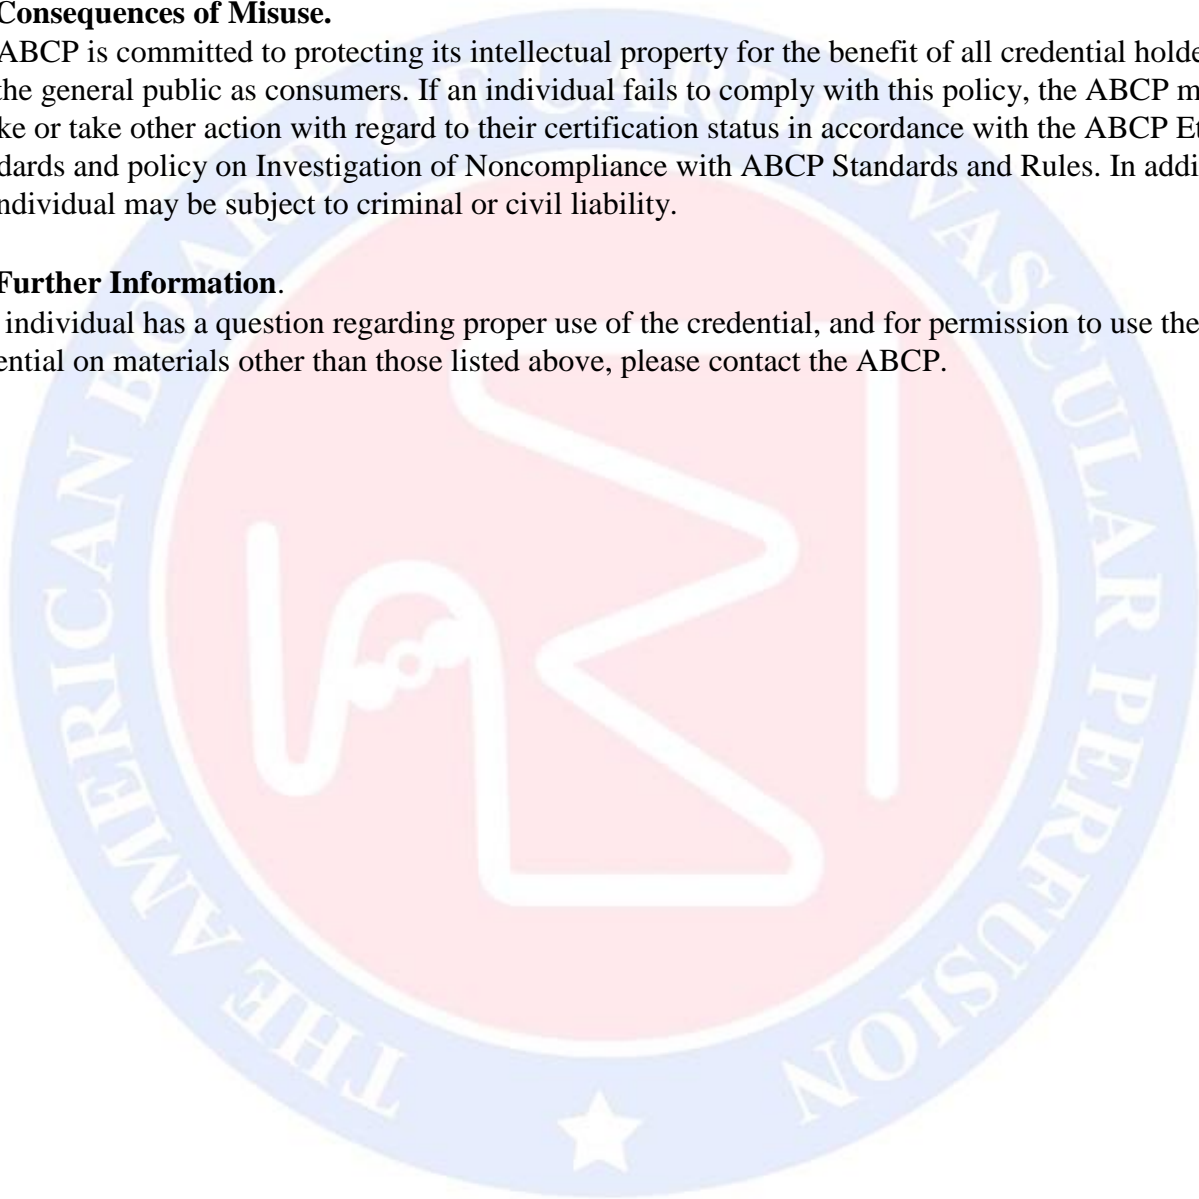 Consequences of Misuse.
ABCP is committed to protecting its intellectual property for the benefit of all credential holde
the general public as consumers. If an individual fails to comply with this policy, the ABCP m
ke or take other action with regard to their certification status in accordance with the ABCP Et
dards and policy on Investigation of Noncompliance with ABCP Standards and Rules. In addi
ndividual may be subject to criminal or civil liability.
Further Information.
individual has a question regarding proper use of the credential, and for permission to use the
ential on materials other than those listed above, please contact the ABCP.
THE AMERICAN BOARD OF CARDIOVASCULAR PERFUSION